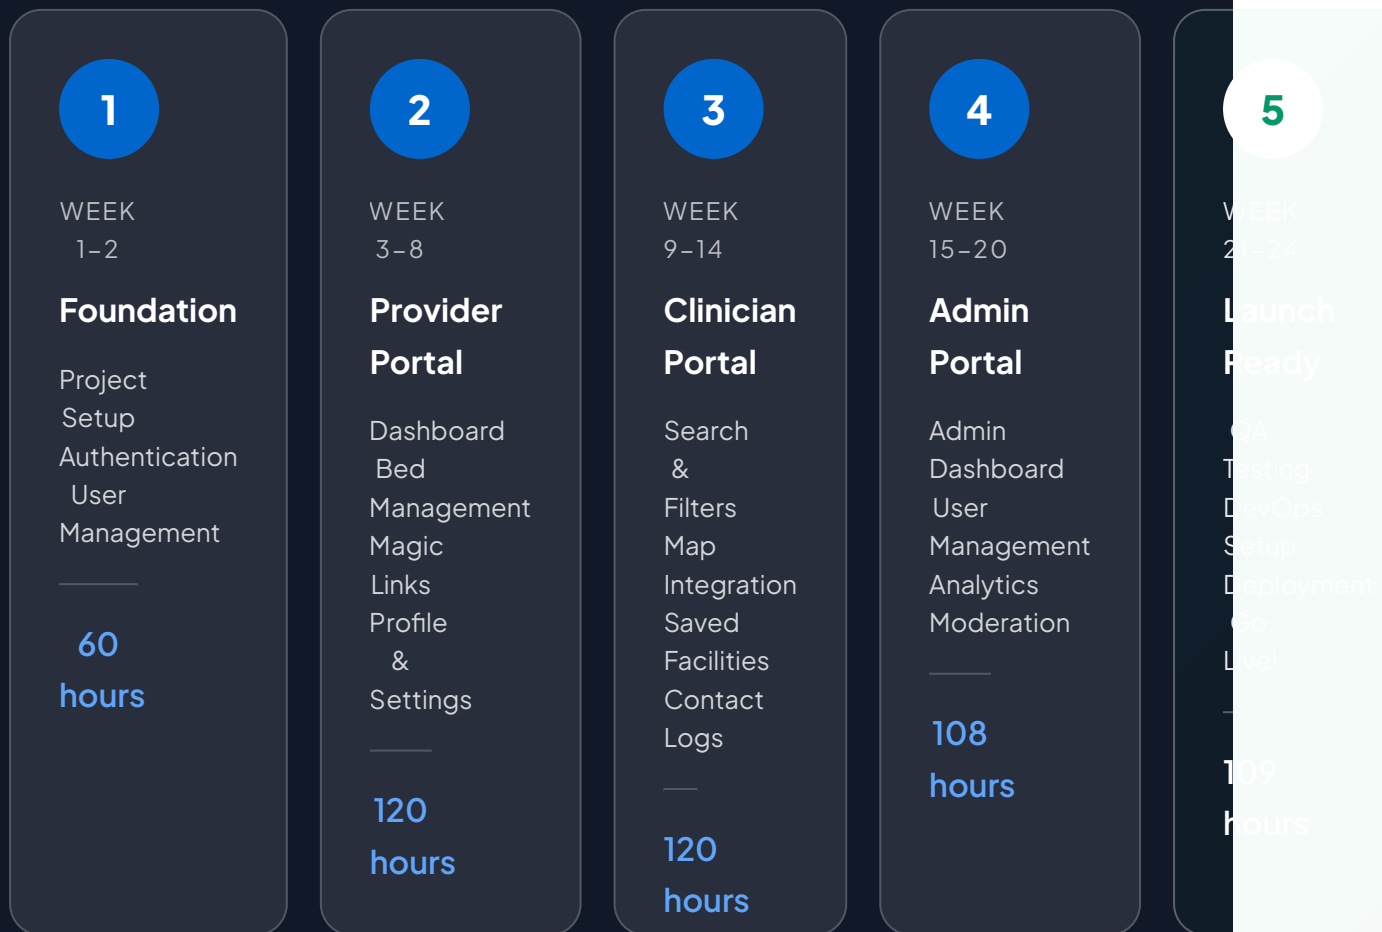 1
WEEK
1–2
Foundation
Project
Setup
Authentication
User
Management
60
hours
2
WEEK
3–8
Provider
Portal
Dashboard
Bed
Management
Magic
Links
Profile
&
Settings
120
hours
3
WEEK
9–14
Clinician
Portal
Search
&
Filters
Map
Integration
Saved
Facilities
Contact
Logs
120
hours
4
WEEK
15–20
Admin
Portal
Admin
Dashboard
User
Management
Analytics
Moderation
108
hours
5
WEEK
21–24
Launch
Ready
QA
Testing
DevOps
Setup
Deployment
Go
Live!
109
hours